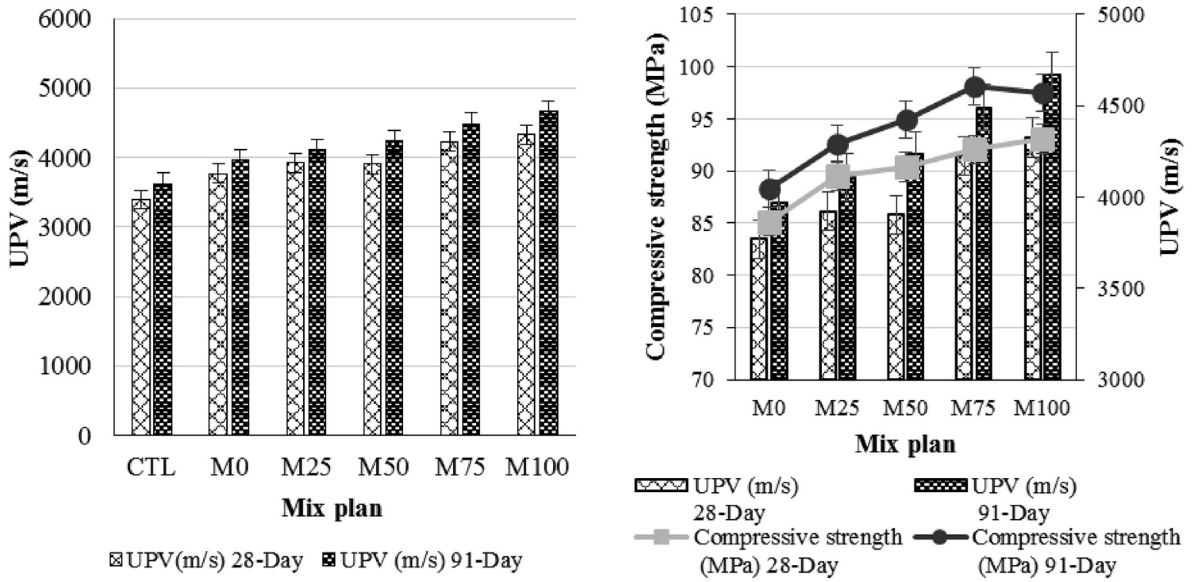 6000
5000
4000
3000
2000
1000
0
UPV (m/s)
CTL M0 M25 M50 M75 M100
Mix plan
UPV(m/s) 28-Day UPV (m/s) 91-Day
105
100
95
90
85
80
75
70
Compressive strength (MPa)
5000
4500
4000
3500
3000
UPV (m/s)
M0 M25 M50 M75 M100
Mix plan
UPV (m/s)
28-Day
UPV (m/s)
91-Day
Compressive strength
(MPa) 28-Day
Compressive strength
(MPa) 91-Day